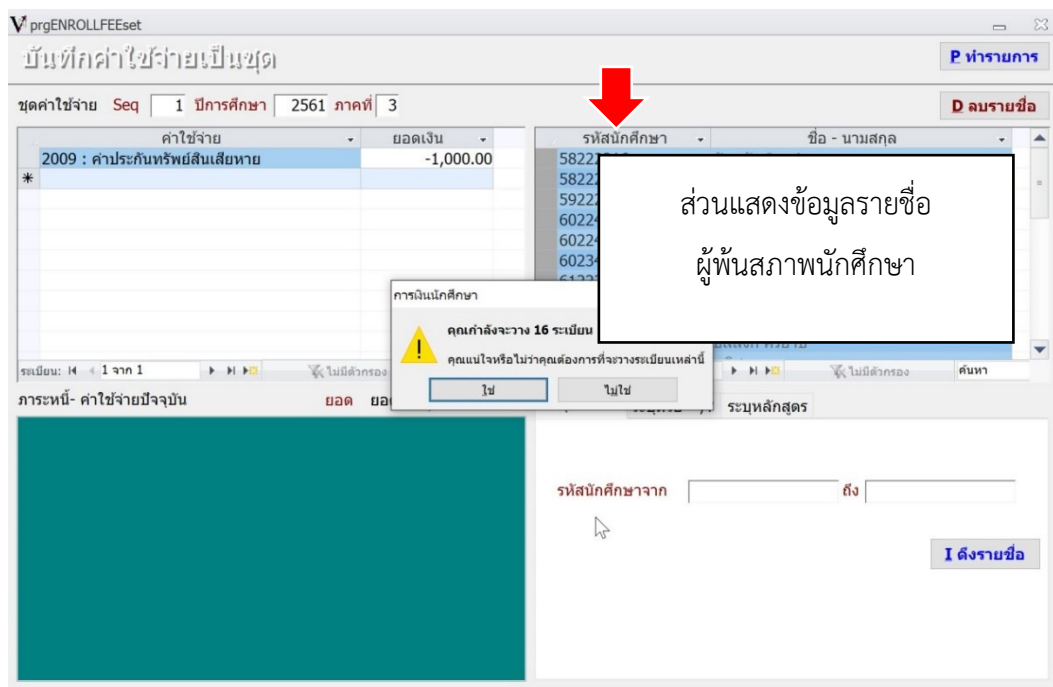 prgENROLLFEEset
บันทึกค่าใช้จ่ายเป็นชุด
P ทำรายการ
ชุดค่าใช้จ่าย Seq 1 ปีการศึกษา 2561 ภาคที่ 3
D ลบรายชื่อ
ค่าใช้จ่าย ยอดเงิน
รหัสนักศึกษา ชื่อ - นามสกุล
2009 : ค่าประกันทรัพย์สินเสียหาย -1,000.00
ส่วนแสดงข้อมูลรายชื่อ
ผู้พ้นสภาพนักศึกษา
การเงินนักศึกษา
คุณกำลังจะวาง 16 ระเบียน
คุณแน่ใจหรือไม่ว่าคุณต้องการที่จะวางระเบียนเหล่านี้
ใช่ ไม่ใช่
ระเบียน: 1 จาก 1 ไม่มีตัวกรอง
ไม่มีตัวกรอง ค้นหา
ภาระหนี้- ค่าใช้จ่ายปัจจุบัน ยอด
ระบุหลักสูตร
รหัสนักศึกษาจาก ถึง
I ดึงรายชื่อ